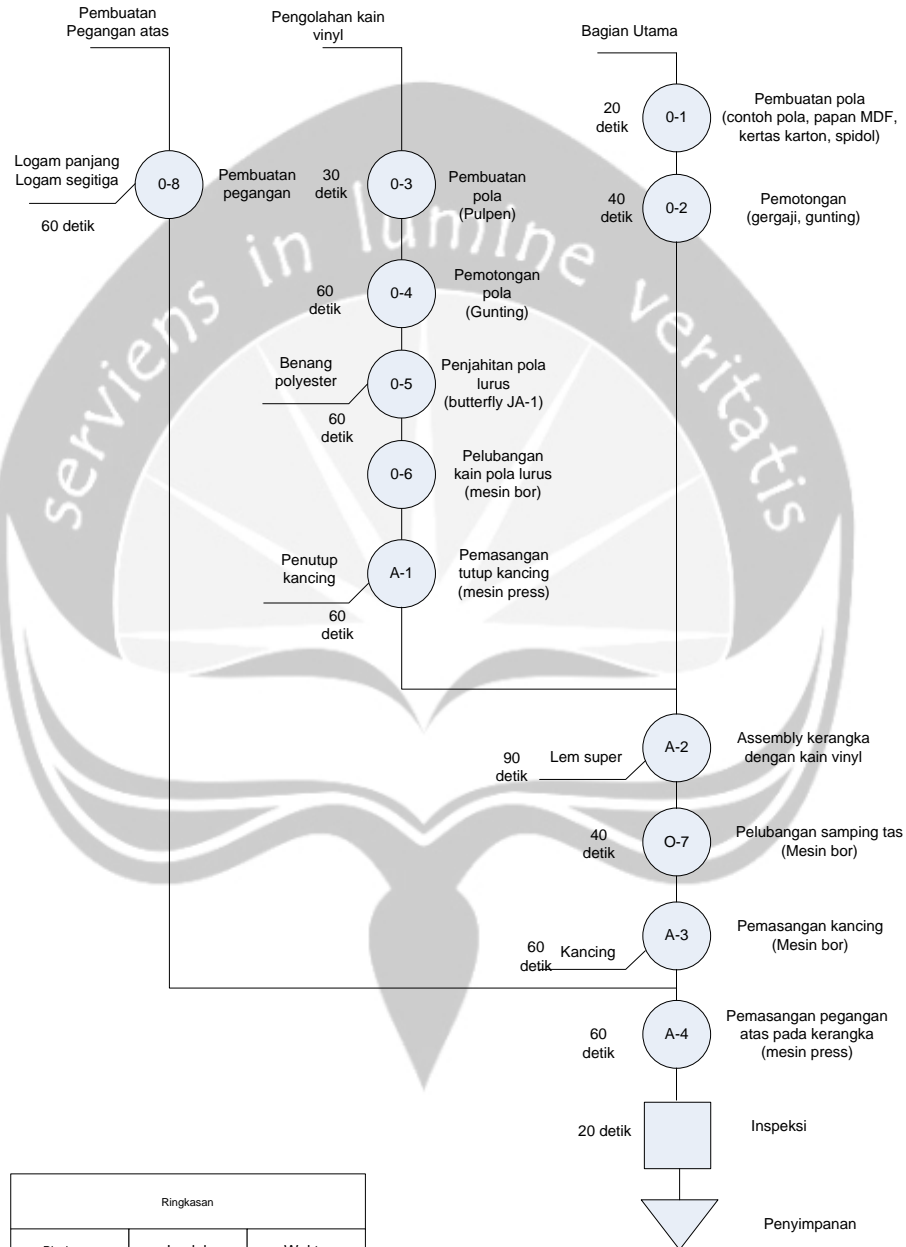 Pembuatan
Pegangan atas
Pengolahan kain
vinyl
Bagian Utama
Logam panjang
Logam segitiga
60 detik
0-8
Pembuatan
pegangan
30
detik
0-3
Pembuatan
pola
(Pulpen)
60
detik
0-4
Pemotongan
pola
(Gunting)
Benang
polyester
60
detik
0-5
Penjahitan pola
lurus
(butterfly JA-1)
0-6
Pelubangan
kain pola lurus
(mesin bor)
Penutup
kancing
60
detik
A-1
Pemasangan
tutup kancing
(mesin press)
20
detik
0-1
Pembuatan pola
(contoh pola, papan MDF,
kertas karton, spidol)
40
detik
0-2
Pemotongan
(gergaji, gunting)
90
detik
Lem super
A-2
Assembly kerangka
dengan kain vinyl
40
detik
O-7
Pelubangan samping tas
(Mesin bor)
60
detik
Kancing
A-3
Pemasangan kancing
(Mesin bor)
60
detik
A-4
Pemasangan pegangan
atas pada kerangka
(mesin press)
20 detik
Inspeksi
Penyimpanan
serviens in lumine veritatis
Ringkasan